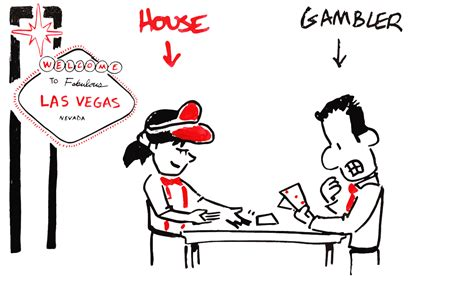 HOUSE
GAMBLER
WELCOME
TO Fabulous
LAS VEGAS
NEVADA